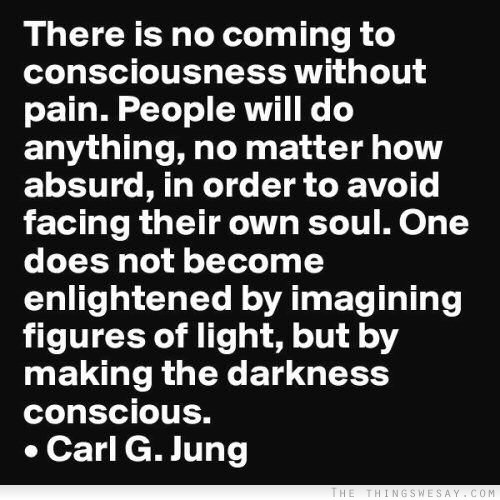 There is no coming to
consciousness without
pain. People will do
anything, no matter how
absurd, in order to avoid
facing their own soul. One
does not become
enlightened by imagining
figures of light, but by
making the darkness
conscious.
• Carl G. Jung
THE THINGSWESAY.COM